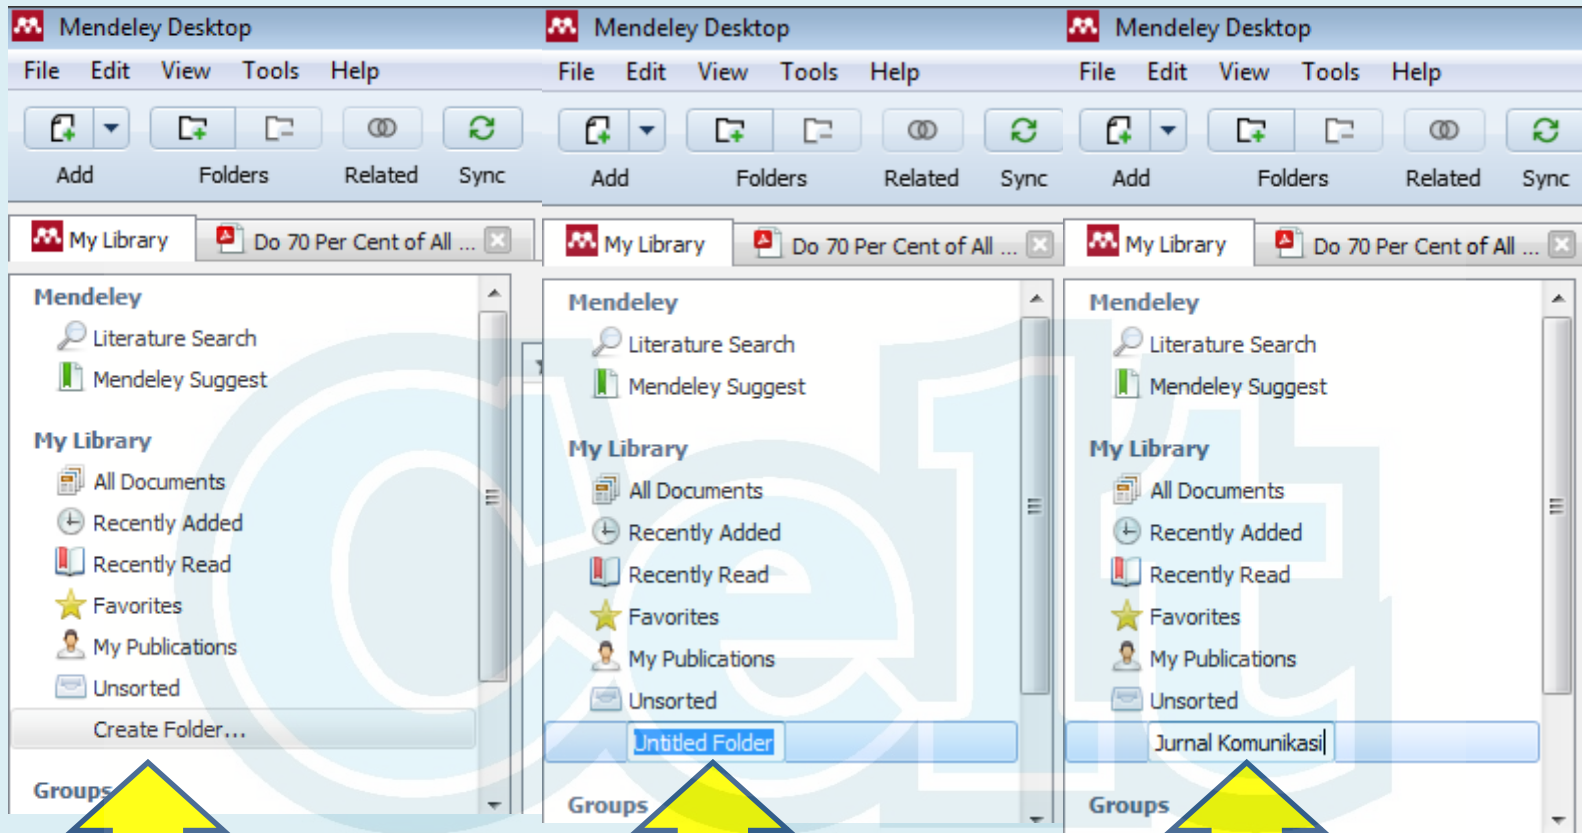 Mendeley Desktop
File Edit View Tools Help
Add Folders Related Sync
My Library Do 70 Per Cent of All ...
Mendeley
Literature Search
Mendeley Suggest
My Library
All Documents
Recently Added
Recently Read
Favorites
My Publications
Unsorted
Create Folder...
Groups
Mendeley Desktop
File Edit View Tools Help
Add Folders Related Sync
My Library Do 70 Per Cent of All ...
Mendeley
Literature Search
Mendeley Suggest
My Library
All Documents
Recently Added
Recently Read
Favorites
My Publications
Unsorted
Untitled Folder
Groups
Mendeley Desktop
File Edit View Tools Help
Add Folders Related Sync
My Library Do 70 Per Cent of All ...
Mendeley
Literature Search
Mendeley Suggest
My Library
All Documents
Recently Added
Recently Read
Favorites
My Publications
Unsorted
Jurnal Komunikasi
Groups
Celt